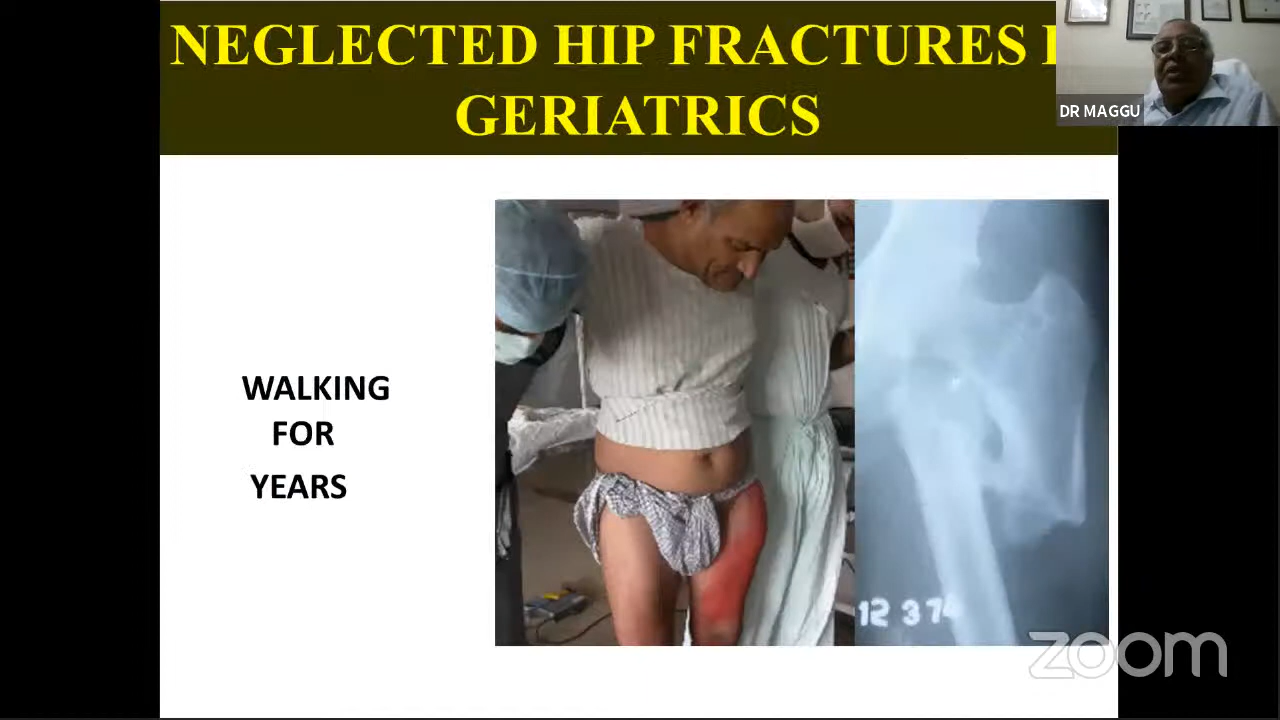 NEGLECTED HIP FRACTURES
GERIATRICS
DR MAGGU
WALKING
FOR
YEARS
12 37
zoom